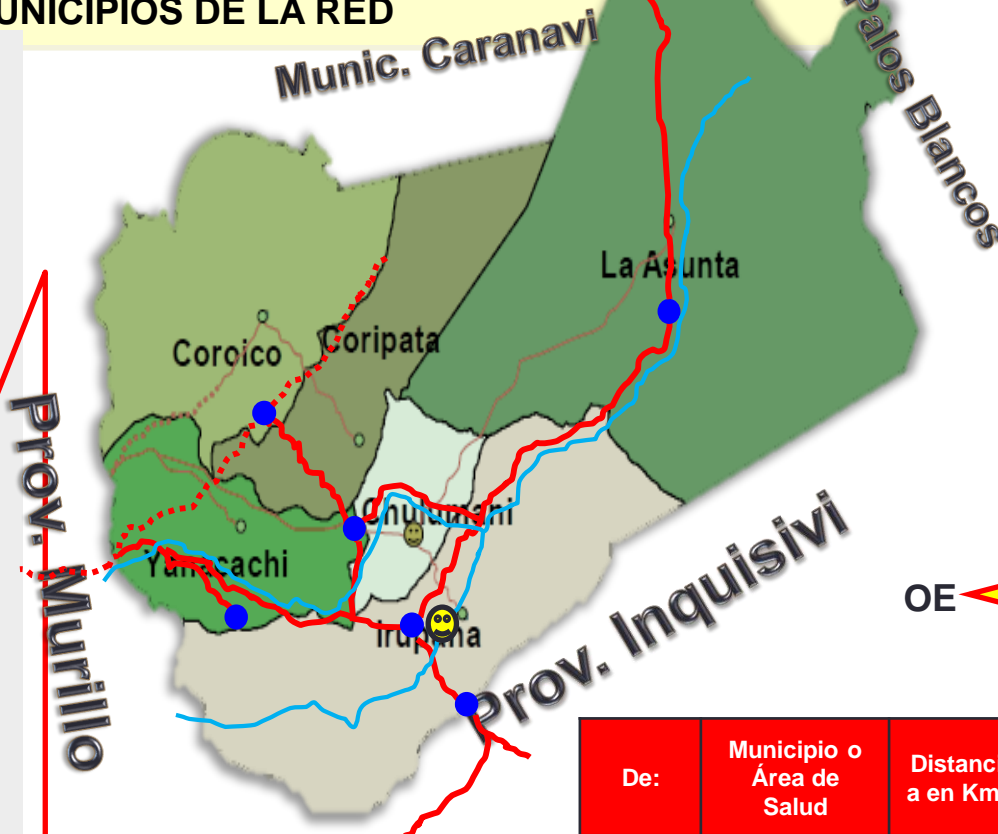 UNICIPIOS DE LA RED
Munic. Caranavi
Palos Blancos
La Asunta
Coroico
Coripata
Chulumani
Yanacachi
Irupana
Prov. Murillo
Prov. Inquisivi
OE
De:
Municipio o
Área de
Salud
Distanci
a en Km